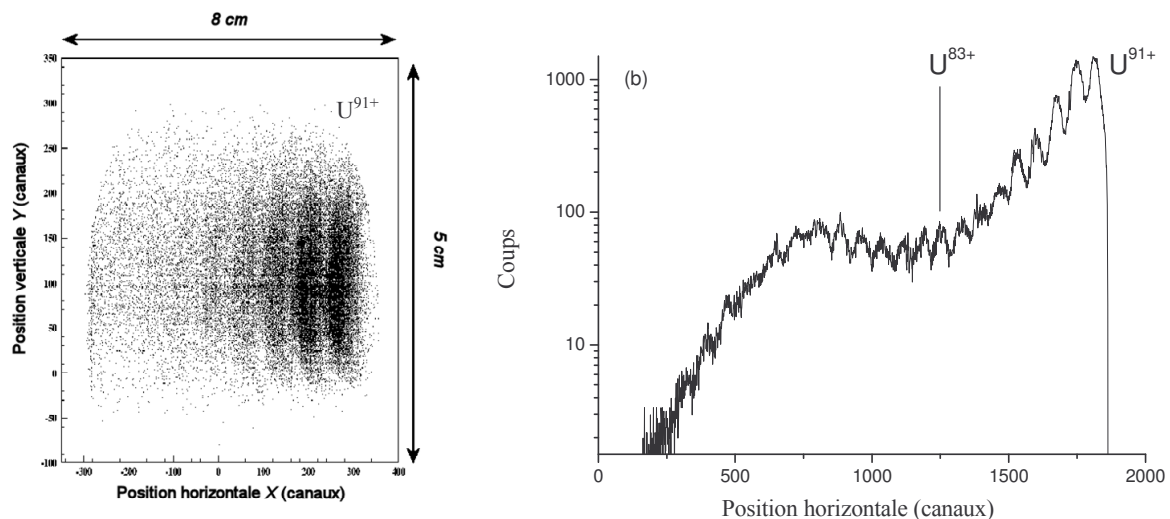 8 cm
350
300
250
200
150
100
50
0
-50
-100
-300
-200
-100
0
100
200
300
400
Position verticale Y (canaux)
Position horizontale X (canaux)
U91+
5 cm
(b)
U83+
U91+
1000
100
10
Coups
0
500
1000
1500
2000
Position horizontale (canaux)